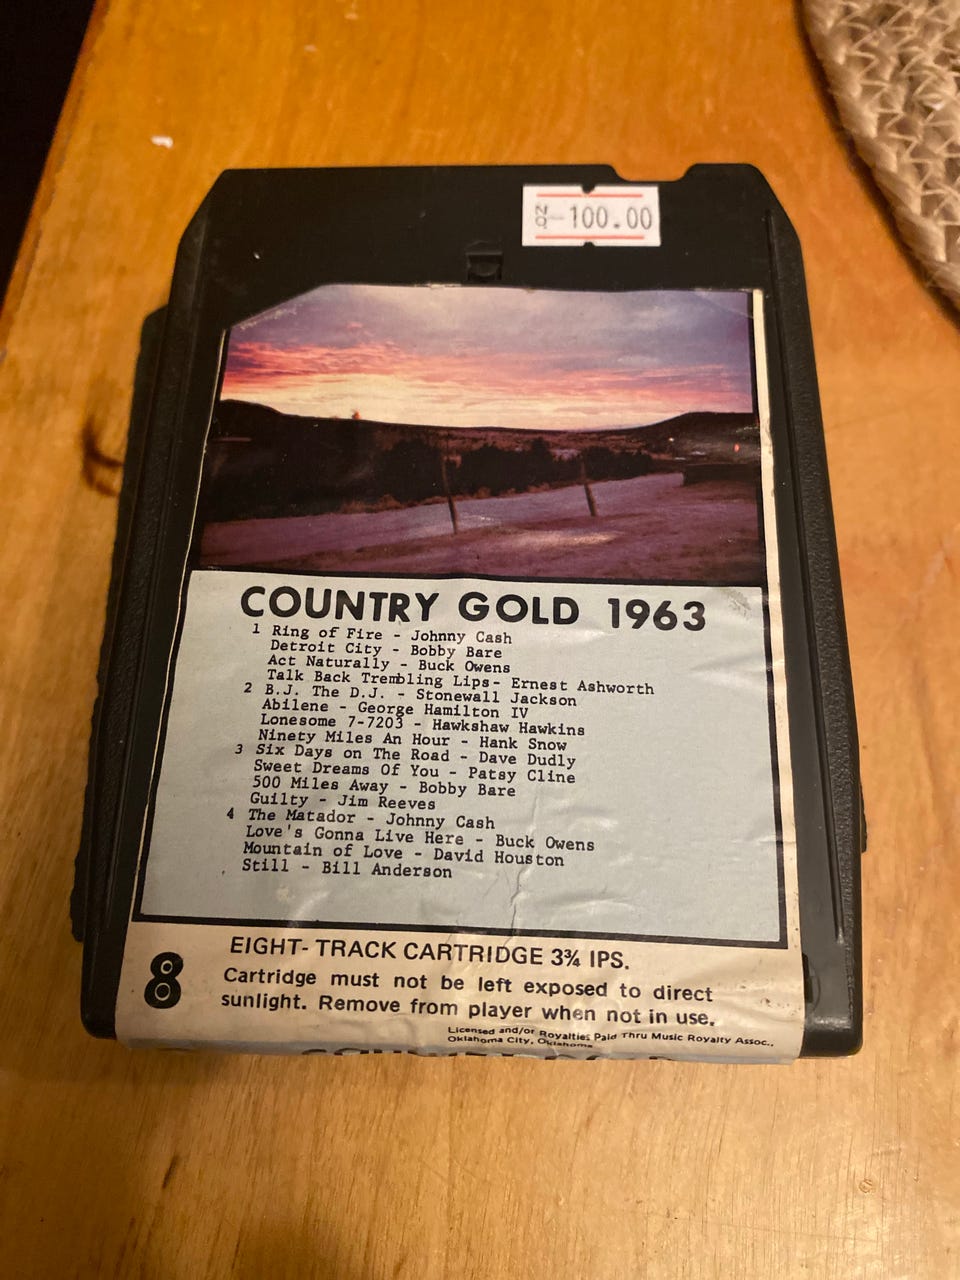 No -100.00
COUNTRY GOLD 1963
1 Ring of Fire - Johnny Cash
Detroit City - Bobby Bare
Act Naturally - Buck Owens
Talk Back Trembling Lips- Ernest Ashworth
2 B.J. The D.J. - Stonewall Jackson
Abilene - George Hamilton IV
Lonesome 7-7203 - Hawkshaw Hawkins
Ninety Miles An Hour - Hank Snow
3 Six Days on The Road - Dave Dudly
Sweet Dreams Of You - Patsy Cline
500 Miles Away - Bobby Bare
Guilty - Jim Reeves
4 The Matador - Johnny Cash
Love's Gonna Live Here - Buck Owens
Mountain of Love - David Houston
Still - Bill Anderson
8
EIGHT-TRACK CARTRIDGE 3¾ IPS.
Cartridge must not be left exposed to direct
sunlight. Remove from player when not in use.
Licensed and/or Royalties Paid Thru Music Royalty Assoc.,
Oklahoma City, Oklahoma